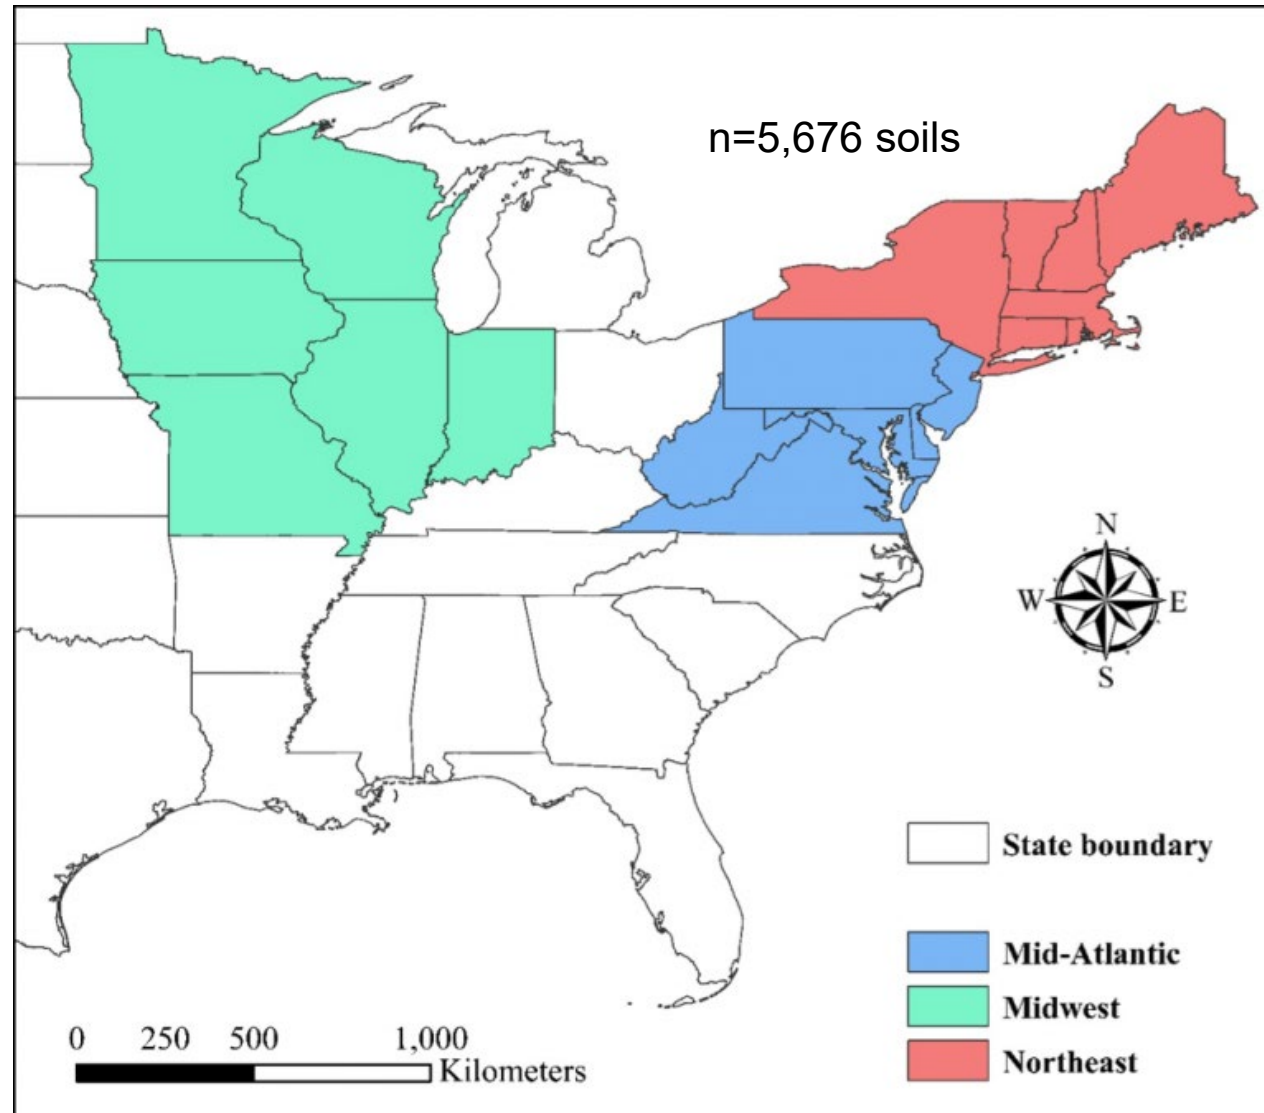 n=5,676 soils
N
W E
S
State boundary
Mid-Atlantic
Midwest
Northeast
0 250 500 1,000
Kilometers